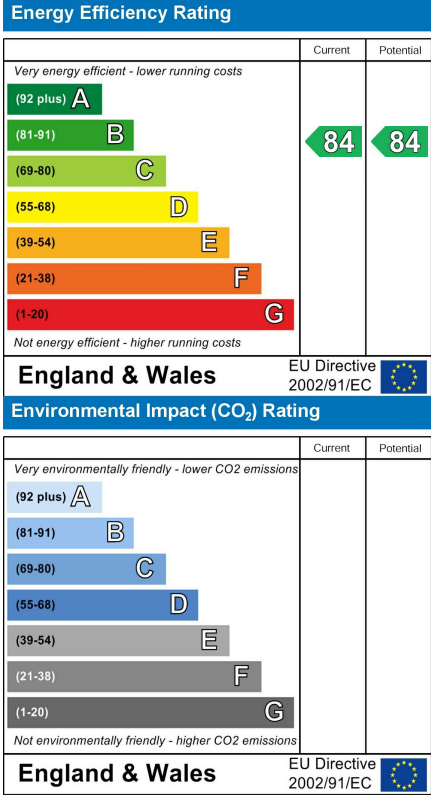 Energy Efficiency Rating
Current Potential
Very energy efficient - lower running costs
(92 plus) A
(81-91) B
84 84
(69-80) C
(55-68) D
(39-54) E
(21-38) F
(1-20) G
Not energy efficient - higher running costs
England & Wales
EU Directive
2002/91/EC
Environmental Impact (CO₂) Rating
Current Potential
Very environmentally friendly - lower CO2 emissions
(92 plus) A
(81-91) B
(69-80) C
(55-68) D
(39-54) E
(21-38) F
(1-20) G
Not environmentally friendly - higher CO2 emissions
England & Wales
EU Directive
2002/91/EC